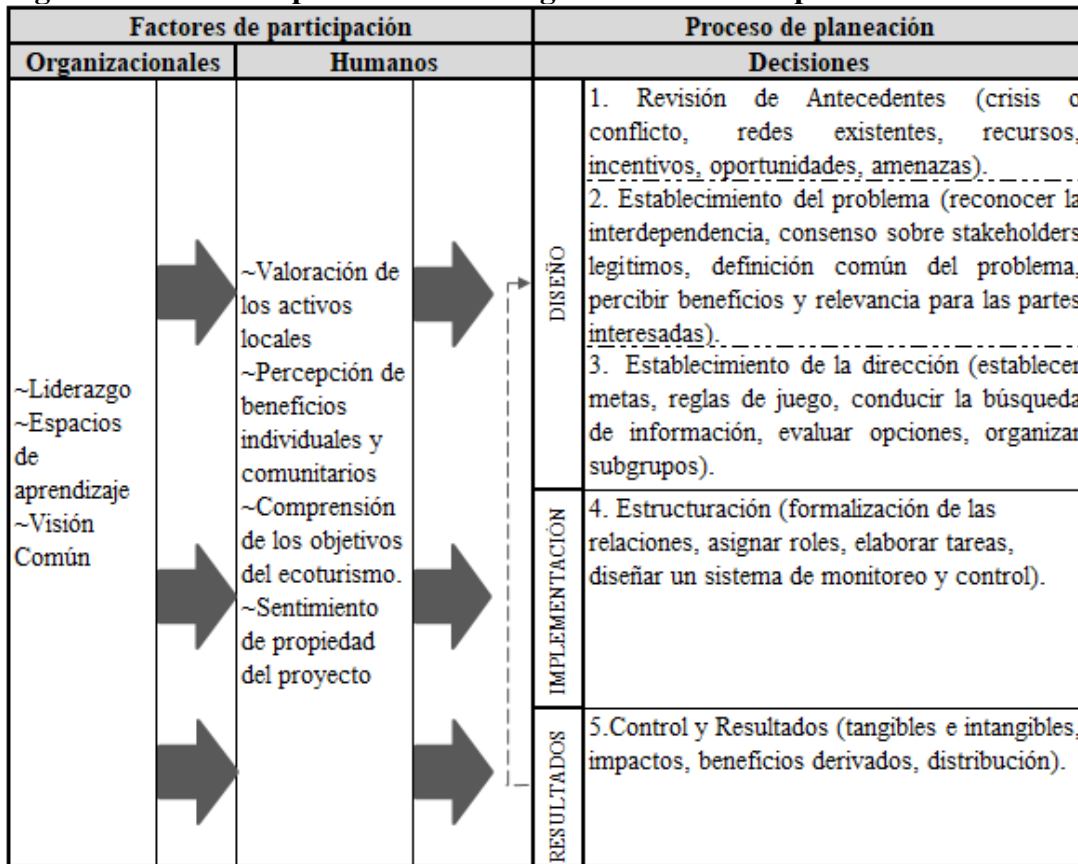 Factores de participación
Proceso de planeación
Organizacionales
Humanos
Decisiones
~Liderazgo
~Espacios
de
aprendizaje
~Visión
Común
~Valoración de
los activos
locales
~Percepción de
beneficios
individuales y
comunitarios
~Comprensión
de los objetivos
del ecoturismo.
~Sentimiento
de propiedad
del proyecto
DISEÑO
1. Revisión de Antecedentes (crisis o
conflicto, redes existentes, recursos,
incentivos, oportunidades, amenazas).
2. Establecimiento del problema (reconocer la
interdependencia, consenso sobre stakeholders
legítimos, definición común del problema,
percibir beneficios y relevancia para las partes
interesadas).
3. Establecimiento de la dirección (establecer
metas, reglas de juego, conducir la búsqueda
de información, evaluar opciones, organizar
subgrupos).
IMPLEMENTACIÓN
4. Estructuración (formalización de las
relaciones, asignar roles, elaborar tareas,
diseñar un sistema de monitoreo y control).
RESULTADOS
5.Control y Resultados (tangibles e intangibles,
impactos, beneficios derivados, distribución).